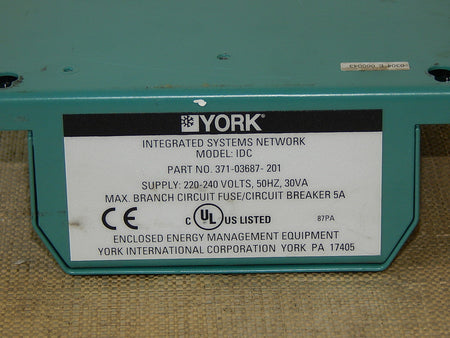 YORK®
INTEGRATED SYSTEMS NETWORK
MODEL: IDC
PART NO. 371-03687-201
SUPPLY: 220-240 VOLTS, 50HZ, 30VA
MAX. BRANCH CIRCUIT FUSE/CIRCUIT BREAKER 5A
CE C UL US LISTED 87PA
ENCLOSED ENERGY MANAGEMENT EQUIPMENT
YORK INTERNATIONAL CORPORATION YORK PA 17405